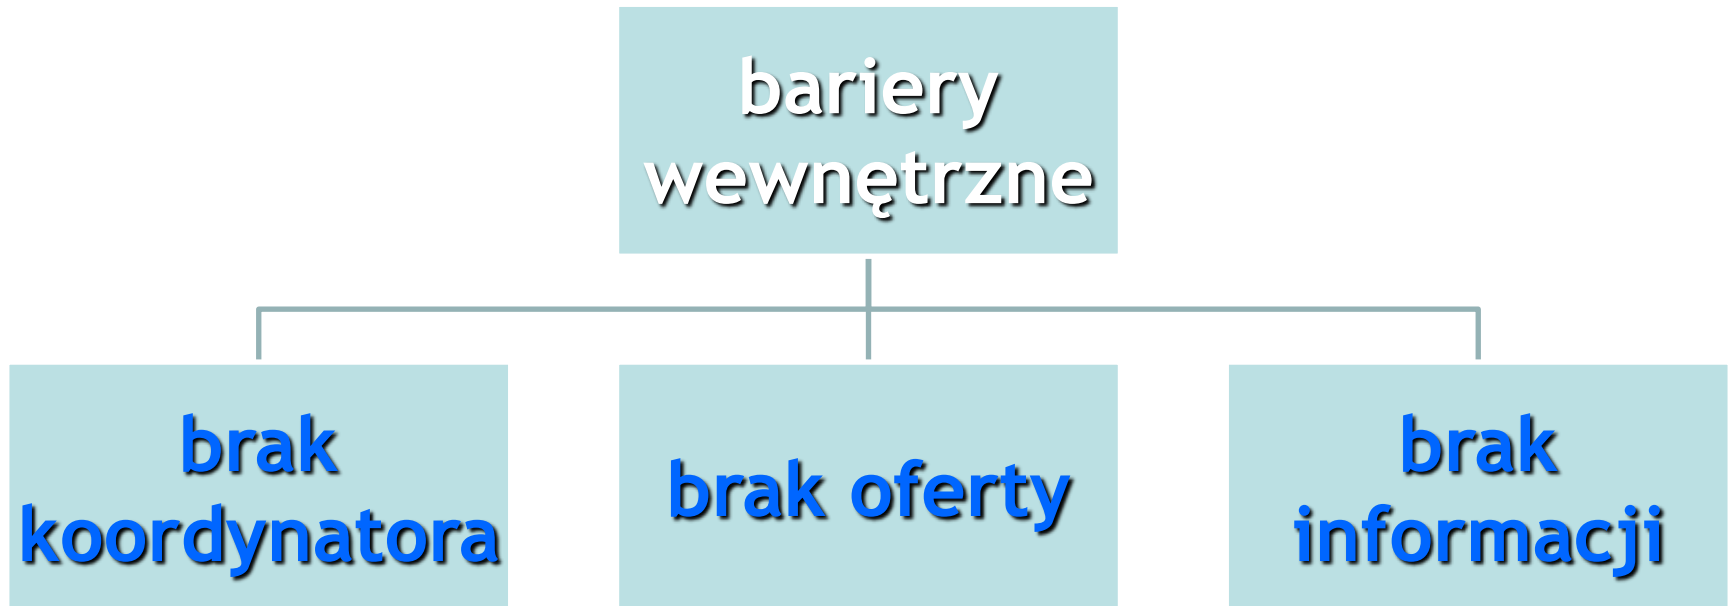 bariery
wewnętrzne
brak
koordynatora
brak oferty
brak
informacji